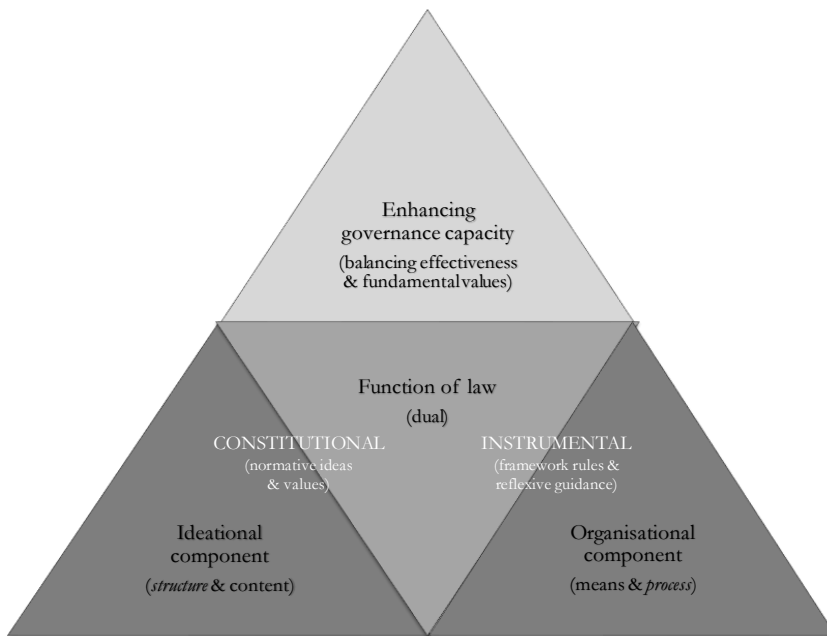 Enhancing
governance capacity
(balancing effectiveness
& fundamental values)
Function of law
(dual)
CONSTITUTIONAL
(normative ideas
& values)
INSTRUMENTAL
(framework rules &
reflexive guidance)
Ideational
component
(structure & content)
Organisational
component
(means & process)